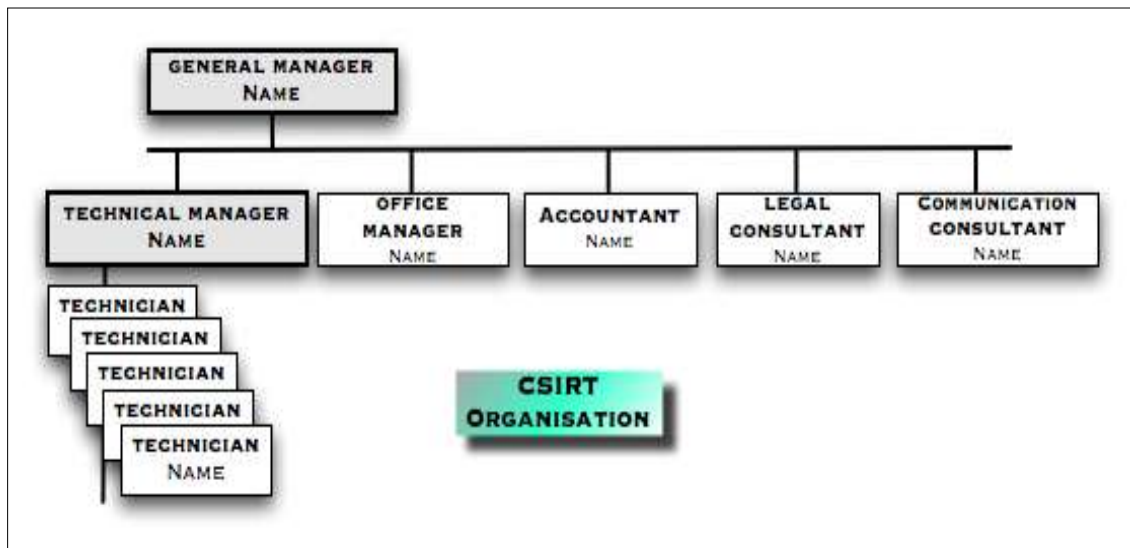 GENERAL MANAGER
NAME
TECHNICAL MANAGER
NAME
OFFICE
MANAGER
NAME
ACCOUNTANT
NAME
LEGAL
CONSULTANT
NAME
COMMUNICATION
CONSULTANT
NAME
TECHNICIAN
TECHNICIAN
TECHNICIAN
TECHNICIAN
TECHNICIAN
NAME
CSIRT
ORGANISATION